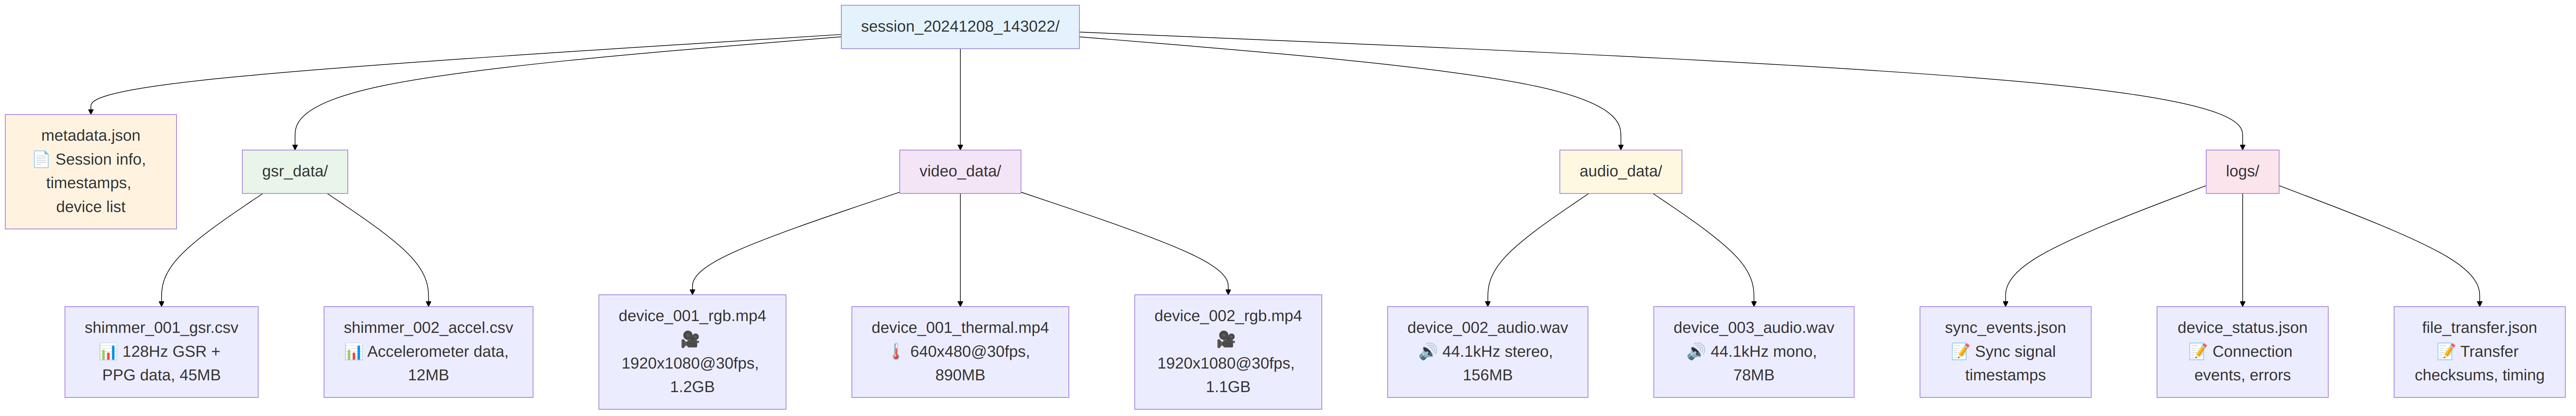 session_20241208_143022/
metadata.json
📄 Session info,
timestamps,
device list
gsr_data/
video_data/
audio_data/
logs/
shimmer_001_gsr.csv
📊 128Hz GSR +
PPG data, 45MB
shimmer_002_accel.csv
📊 Accelerometer data,
12MB
device_001_rgb.mp4
🎥
1920x1080@30fps,
1.2GB
device_001_thermal.mp4
🌡️ 640x480@30fps,
890MB
device_002_rgb.mp4
🎥
1920x1080@30fps,
1.1GB
device_002_audio.wav
🔊 44.1kHz stereo,
156MB
device_003_audio.wav
🔊 44.1kHz mono,
78MB
sync_events.json
📝 Sync signal
timestamps
device_status.json
📝 Connection
events, errors
file_transfer.json
📝 Transfer
checksums, timing